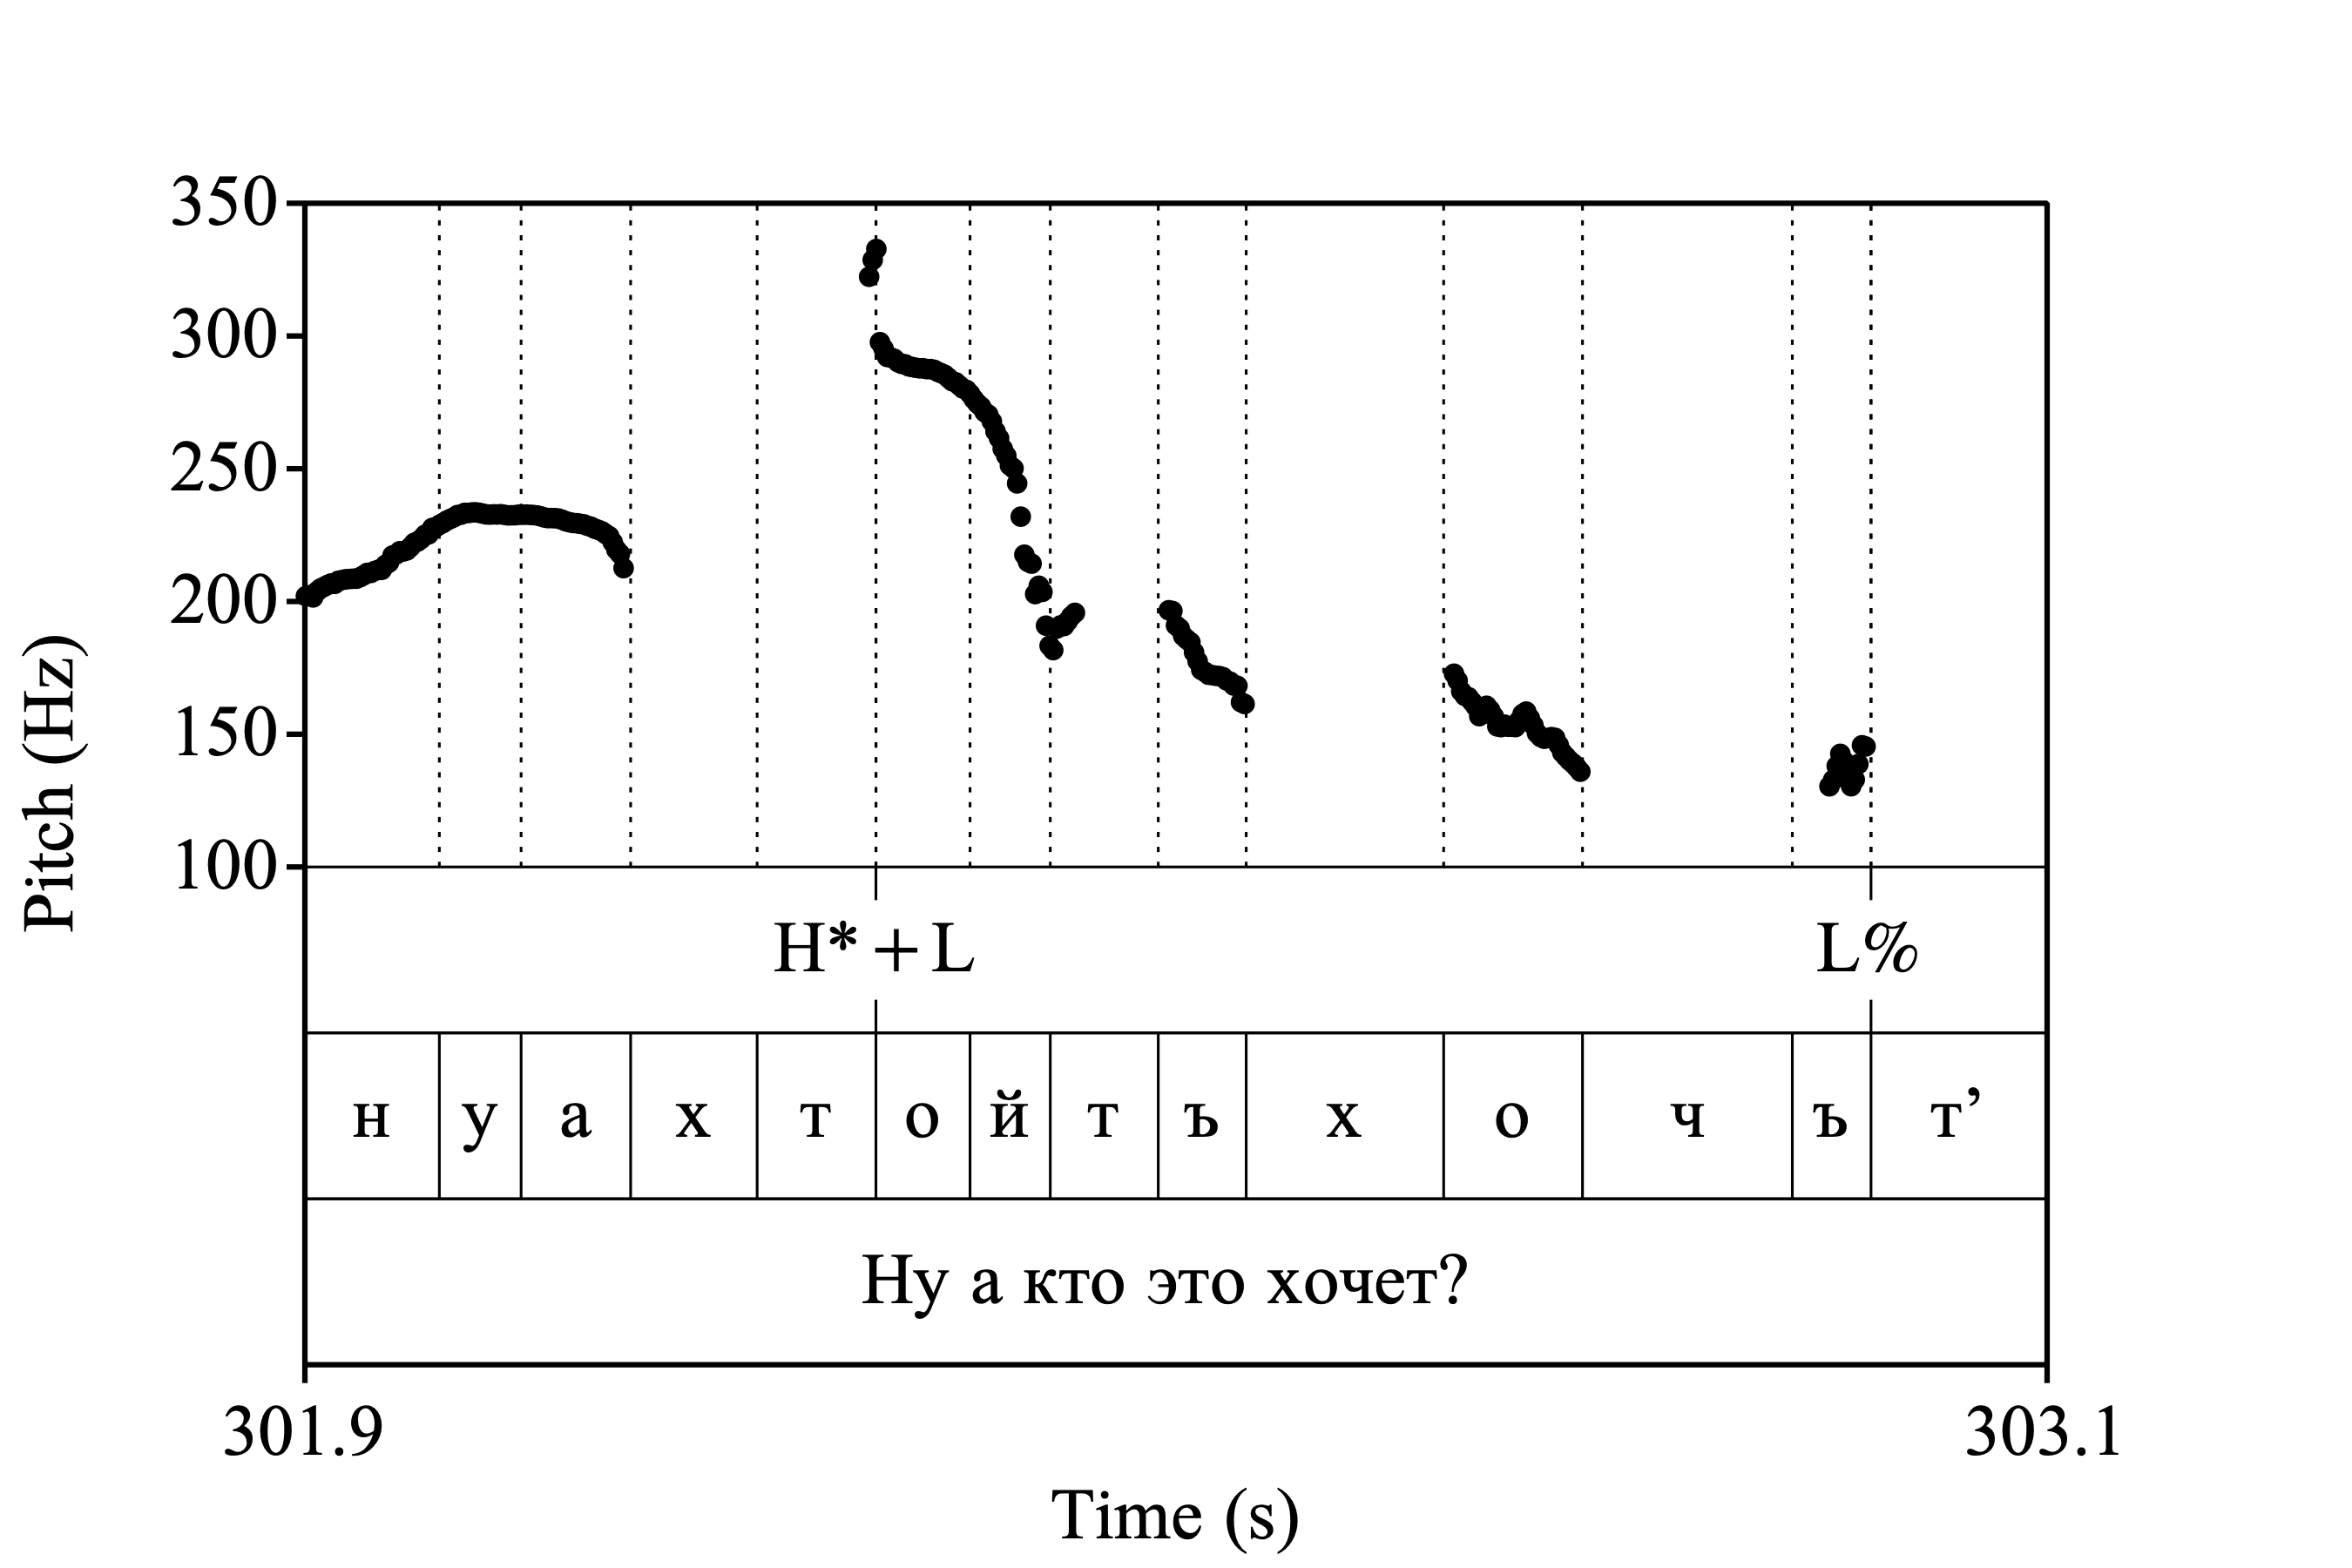 350
300
250
200
150
100
Pitch (Hz)
H*+L L%
н у а х т о й т ъ х о ч ъ т’
Ну а кто это хочет?
301.9 303.1
Time (s)